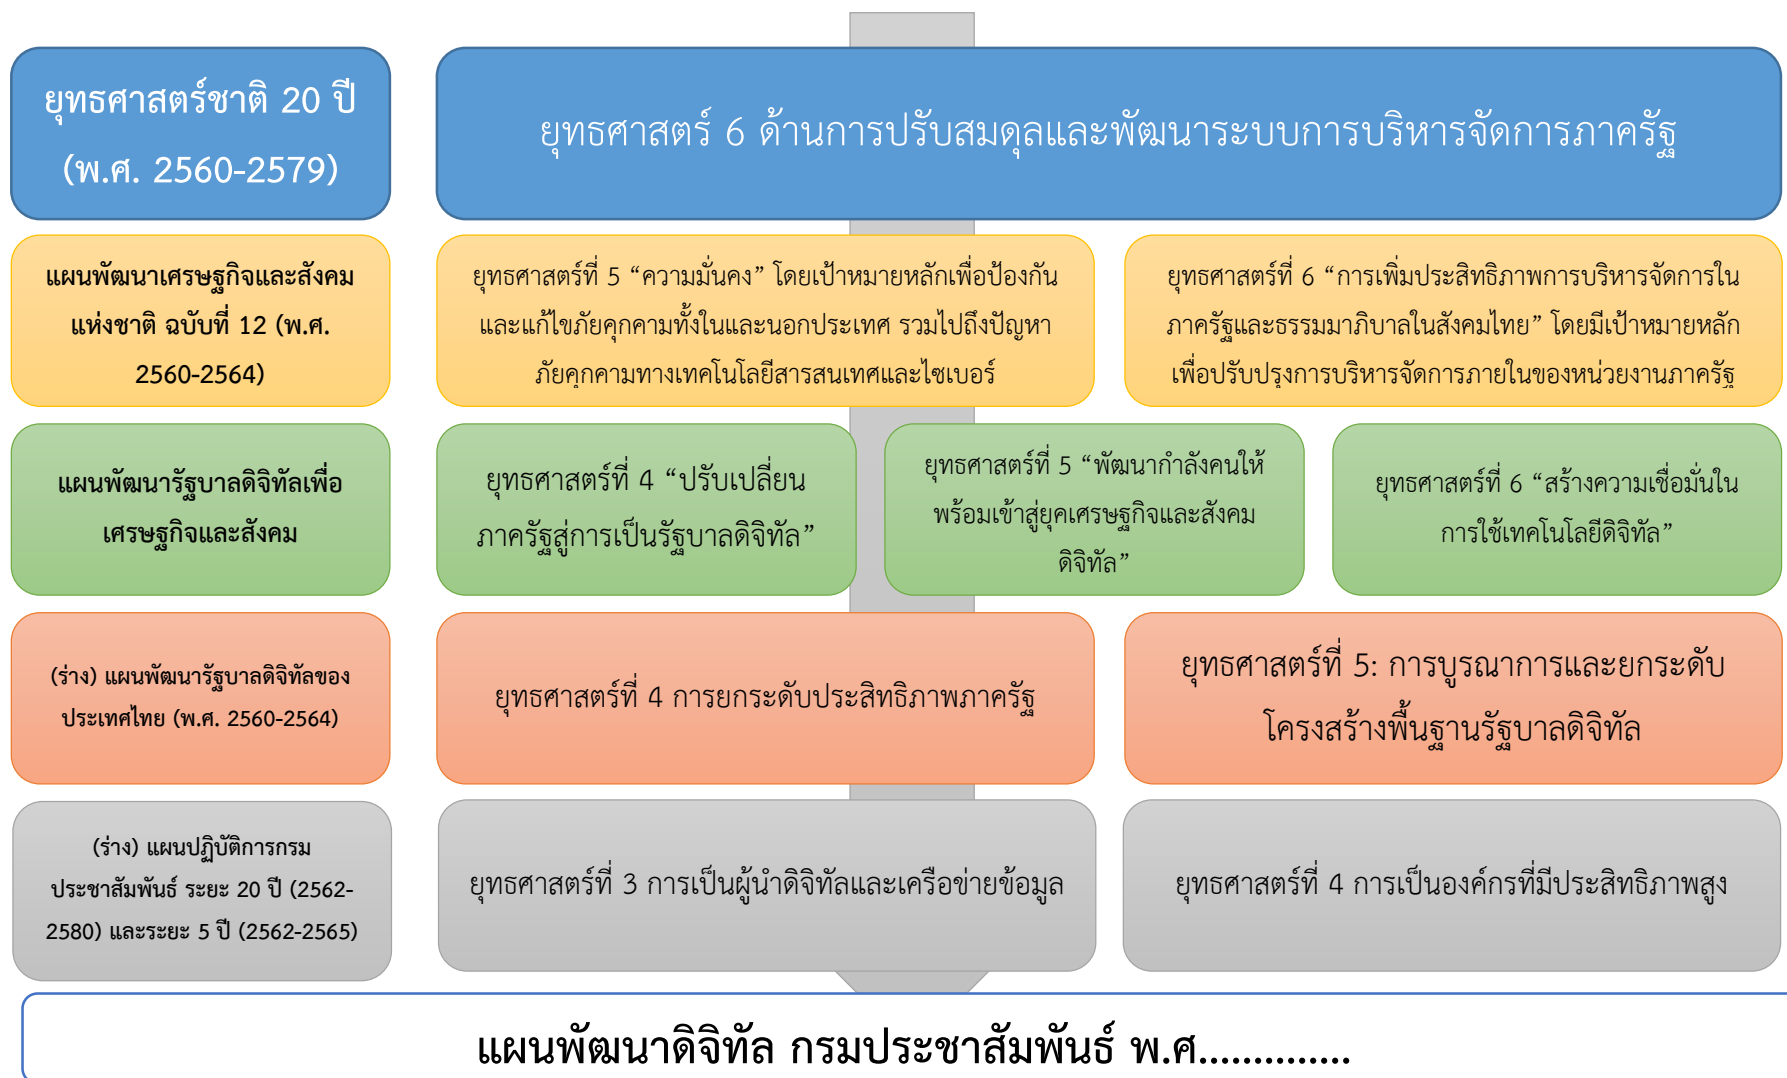 ยุทธศาสตร์ชาติ 20 ปี
(พ.ศ. 2560-2579)
ยุทธศาสตร์ 6 ด้านการปรับสมดุลและพัฒนาระบบการบริหารจัดการภาครัฐ
แผนพัฒนาเศรษฐกิจและสังคม
แห่งชาติ ฉบับที่ 12 (พ.ศ.
2560-2564)
ยุทธศาสตร์ที่ 5 “ความมั่นคง” โดยเป้าหมายหลักเพื่อป้องกัน
และแก้ไขภัยคุกคามทั้งในและนอกประเทศ รวมไปถึงปัญหา
ภัยคุกคามทางเทคโนโลยีสารสนเทศและไซเบอร์
ยุทธศาสตร์ที่ 6 “การเพิ่มประสิทธิภาพการบริหารจัดการใน
ภาครัฐและธรรมมาภิบาลในสังคมไทย” โดยมีเป้าหมายหลัก
เพื่อปรับปรุงการบริหารจัดการภายในของหน่วยงานภาครัฐ
แผนพัฒนารัฐบาลดิจิทัลเพื่อ
เศรษฐกิจและสังคม
ยุทธศาสตร์ที่ 4 “ปรับเปลี่ยน
ภาครัฐสู่การเป็นรัฐบาลดิจิทัล”
ยุทธศาสตร์ที่ 5 “พัฒนากำลังคนให้
พร้อมเข้าสู่ยุคเศรษฐกิจและสังคม
ดิจิทัล”
ยุทธศาสตร์ที่ 6 “สร้างความเชื่อมั่นใน
การใช้เทคโนโลยีดิจิทัล”
(ร่าง) แผนพัฒนารัฐบาลดิจิทัลของ
ประเทศไทย (พ.ศ. 2560-2564)
ยุทธศาสตร์ที่ 4 การยกระดับประสิทธิภาพภาครัฐ
ยุทธศาสตร์ที่ 5: การบูรณาการและยกระดับ
โครงสร้างพื้นฐานรัฐบาลดิจิทัล
(ร่าง) แผนปฏิบัติการกรม
ประชาสัมพันธ์ ระยะ 20 ปี (2562-
2580) และระยะ 5 ปี (2562-2565)
ยุทธศาสตร์ที่ 3 การเป็นผู้นำดิจิทัลและเครือข่ายข้อมูล
ยุทธศาสตร์ที่ 4 การเป็นองค์กรที่มีประสิทธิภาพสูง
แผนพัฒนาดิจิทัล กรมประชาสัมพันธ์ พ.ศ..............